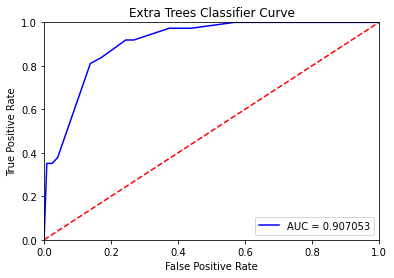 Extra Trees Classifier Curve
True Positive Rate
1.0
0.8
0.6
0.4
0.2
0.0
AUC = 0.907053
0.0 0.2 0.4 0.6 0.8 1.0
False Positive Rate